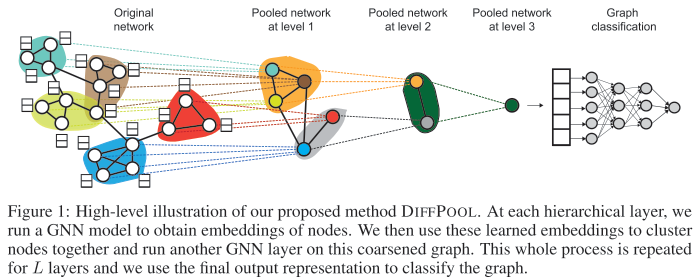 Original network
Pooled network at level 1
Pooled network at level 2
Pooled network at level 3
Graph classification
Figure 1: High-level illustration of our proposed method DIFFPOOL. At each hierarchical layer, we
run a GNN model to obtain embeddings of nodes. We then use these learned embeddings to cluster
nodes together and run another GNN layer on this coarsened graph. This whole process is repeated
for L layers and we use the final output representation to classify the graph.